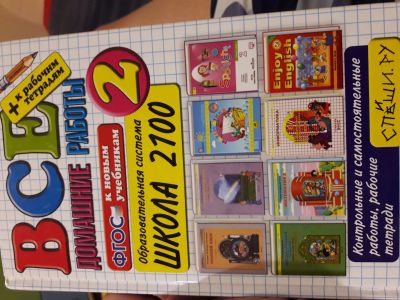 + к рабочим
тетрадям
ВСЕ
ДОМАШНИЕ РАБОТЫ
2
ФГОС
к новым
учебникам
Образовательная система
ШКОЛА 2100
Enjoy
English
Контрольные и самостоятельные
работы, рабочие
тетради
СПЕШИ.РУ